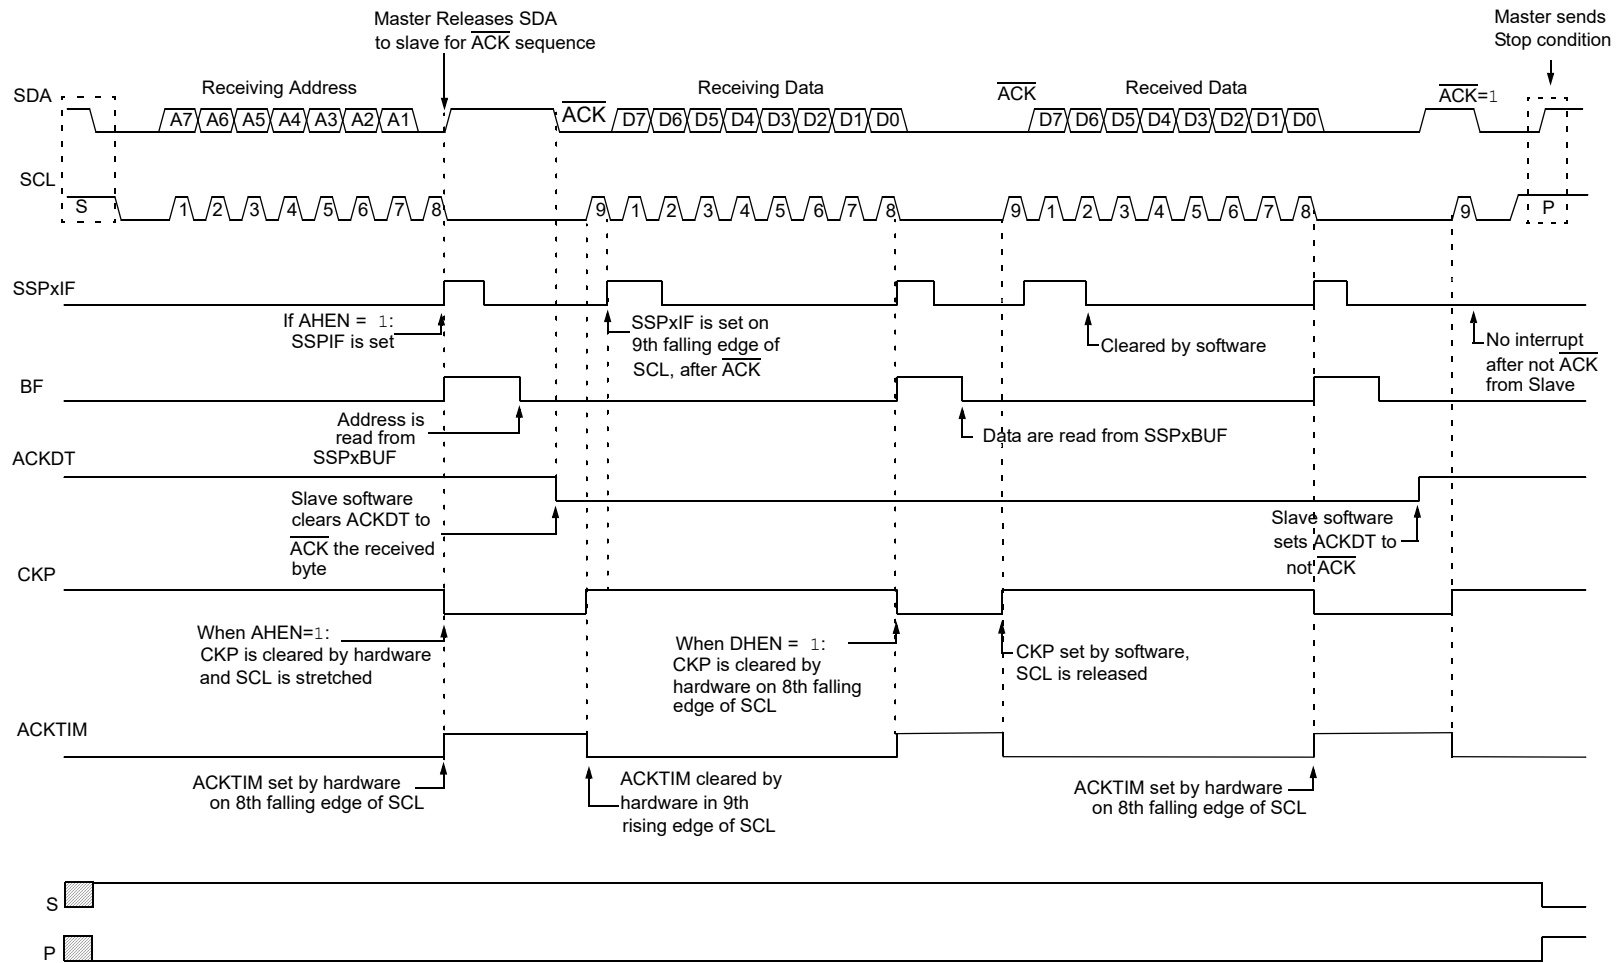 Master Releases SDA
to slave for ACK sequence
Master sends
Stop condition
SDA
Receiving Address
A7 A6 A5 A4 A3 A2 A1
ACK
Receiving Data
D7 D6 D5 D4 D3 D2 D1 D0
ACK
Received Data
D7 D6 D5 D4 D3 D2 D1 D0
ACK=1
SCL
S 1 2 3 4 5 6 7 8 9 1 2 3 4 5 6 7 8 9 1 2 3 4 5 6 7 8 9 P
SSPxIF
If AHEN = 1:
SSPIF is set
SSPxIF is set on
9th falling edge of
SCL, after ACK
Cleared by software
No interrupt
after not ACK
from Slave
BF
Address is
read from
SSPxBUF
Data are read from SSPxBUF
ACKDT
Slave software
clears ACKDT to
ACK the received
byte
Slave software
sets ACKDT to
not ACK
CKP
When AHEN=1:
CKP is cleared by hardware
and SCL is stretched
When DHEN = 1:
CKP is cleared by
hardware on 8th falling
edge of SCL
CKP set by software,
SCL is released
ACKTIM
ACKTIM set by hardware
on 8th falling edge of SCL
ACKTIM cleared by
hardware in 9th
rising edge of SCL
ACKTIM set by hardware
on 8th falling edge of SCL
S
P